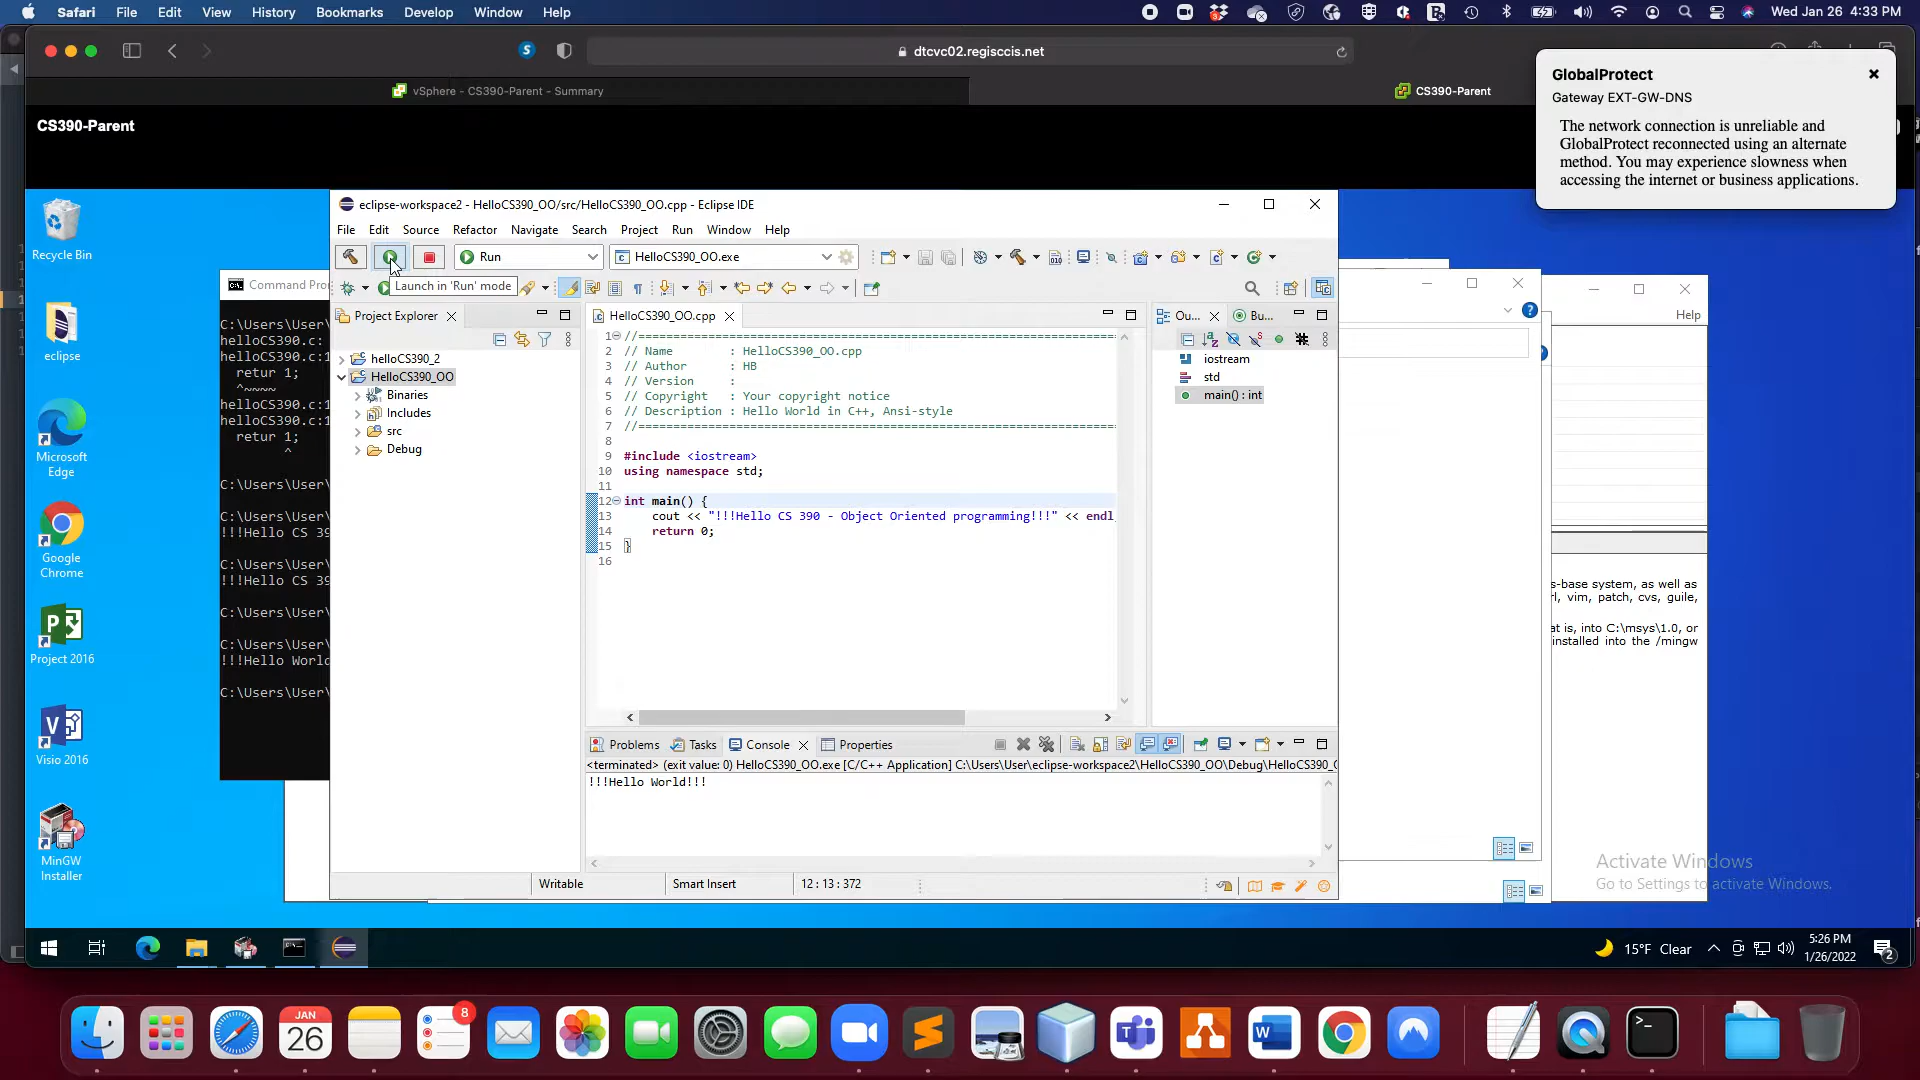 Safari File Edit View History Bookmarks Develop Window Help
Wed Jan 26 4:33 PM
dtcvc02.regisccis.net
vSphere - CS390-Parent - Summary
CS390-Parent
GlobalProtect
Gateway EXT-GW-DNS
The network connection is unreliable and
GlobalProtect reconnected using an alternate
method. You may experience slowness when
accessing the internet or business applications.
CS390-Parent
Recycle Bin
eclipse
Microsoft
Edge
Google
Chrome
Project 2016
Visio 2016
MinGW
Installer
Command Pro
C:\Users\User\
helloCS390.c:
helloCS390.c:1
retur 1;
^~~~~
helloCS390.c:1
helloCS390.c:1
retur 1;
^
C:\Users\User\
C:\Users\User\
!!!Hello CS 39
C:\Users\User\
!!!Hello CS 39
C:\Users\User\
C:\Users\User\
!!!Hello World
C:\Users\User\
eclipse-workspace2 - HelloCS390_OO/src/HelloCS390_OO.cpp - Eclipse IDE
File Edit Source Refactor Navigate Search Project Run Window Help
Run
HelloCS390_OO.exe
Launch in 'Run' mode
Project Explorer
helloCS390_2
HelloCS390_OO
Binaries
Includes
src
Debug
HelloCS390_OO.cpp
1 //====================================================================
2 // Name : HelloCS390_OO.cpp
3 // Author : HB
4 // Version :
5 // Copyright : Your copyright notice
6 // Description : Hello World in C++, Ansi-style
7 //====================================================================
8
9 #include <iostream>
10 using namespace std;
11
12 int main() {
13 cout << "!!!Hello CS 390 - Object Oriented programming!!!" << endl
14 return 0;
15 }
16
Ou...
Bu...
iostream
std
main() : int
Problems Tasks Console Properties
<terminated> (exit value: 0) HelloCS390_OO.exe [C/C++ Application] C:\Users\User\eclipse-workspace2\HelloCS390_OO\Debug\HelloCS390_
!!!Hello World!!!
Writable
Smart Insert
12 : 13 : 372
Help
s-base system, as well as
rl, vim, patch, cvs, guile,
at is, into C:\msys\1.0, or
installed into the /mingw
Activate Windows
Go to Settings to activate Windows.
15°F Clear
5:26 PM
1/26/2022
2
JAN
26
8